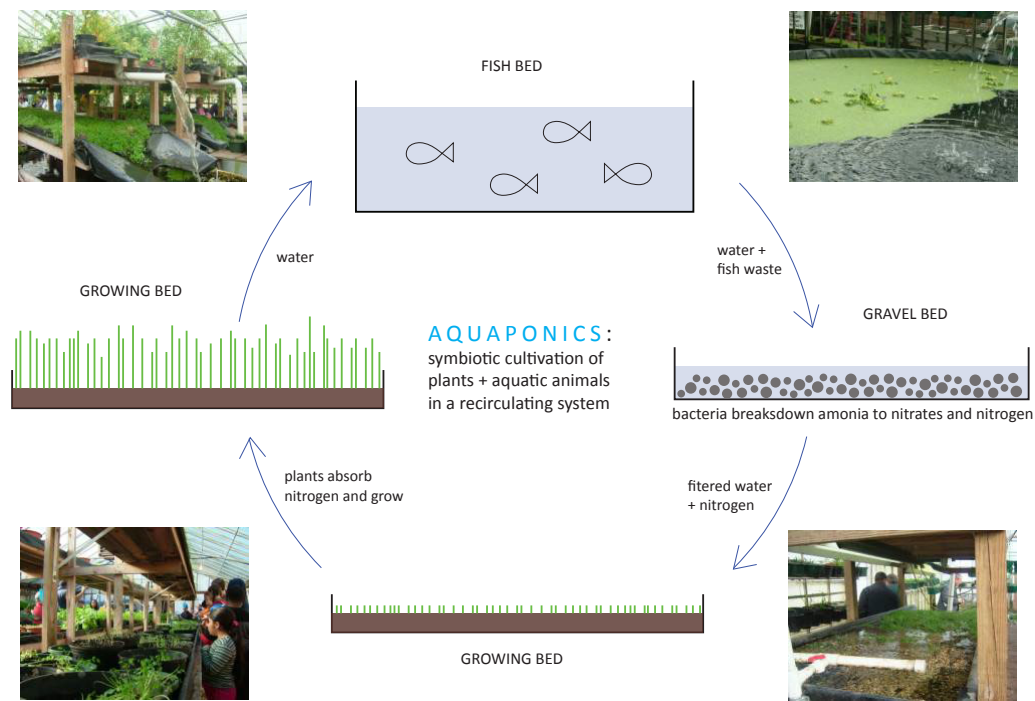 FISH BED
water
water +
fish waste
GROWING BED
GRAVEL BED
AQUAPONICS:
symbiotic cultivation of
plants + aquatic animals
in a recirculating system
bacteria breaksdown amonia to nitrates and nitrogen
plants absorb
nitrogen and grow
fitered water
+ nitrogen
GROWING BED